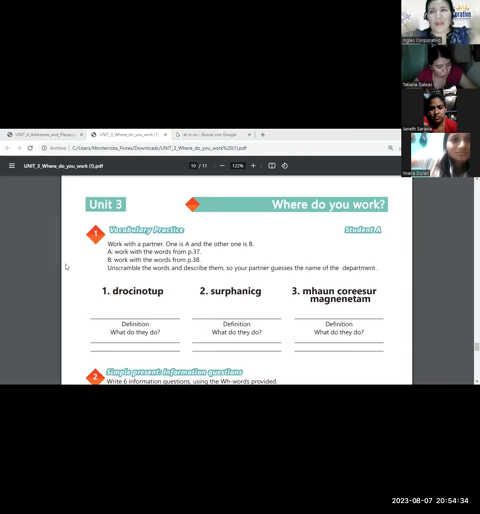 orativo
Ingles Corporativo
Tatiana Galeas
Janeth Saravia
Yoana Duran
UNIT_4_Addresses_and_Places
UNIT_3_Where_do_you_work (1)
at in on - Buscar con Google
Archivo
C:/Users/Monterroza_Flores/Downloads/UNIT_3_Where_do_you_work%20(1).pdf
UNIT_3_Where_do_you_work (1).pdf
10 / 11
122%
Unit 3
Where do you work?
1
Vocabulary Practice
Student A
Work with a partner. One is A and the other one is B.
A: work with the words from p.37.
B: work with the words from p.38.
Unscramble the words and describe them, so your partner guesses the name of the department .
1. drocinotup
2. surphanicg
3. mhaun coreesur
magnenetam
Definition
What do they do?
Definition
What do they do?
Definition
What do they do?
2
Simple present: Information questions
Write 6 information questions, using the Wh-words provided.
2023-08-07 20:54:34